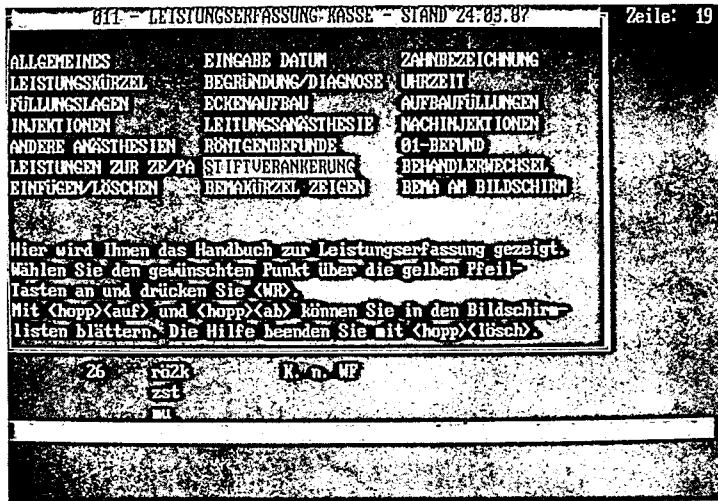 011 - LEISTUNGSERFASSUNG KASSE - STAND 24.03.87 Zeile: 19
ALLGEMEINES EINGABE DATUM ZAHNBEZEICHNUNG
LEISTUNGSKÜRZEL BEGRÜNDUNG/DIAGNOSE UHRZEIT
FÜLLUNGSLAGEN ECKENAUFBAU AUFBAUFÜLLUNGEN
INJEKTIONEN LEITUNGSANÄSTHESIE NACHINJEKTIONEN
ANDERE ANÄSTHESIEN RÖNTGENBEFUNDE 01-BEFUND
LEISTUNGEN ZUR ZE/PA STIFTVERANKERUNG BEHANDLERWECHSEL
EINFÜGEN/LÖSCHEN BEMAKÜRZEL ZEIGEN BEMA AM BILDSCHIRM
Hier wird Ihnen das Handbuch zur Leistungserfassung gezeigt.
Wählen Sie den gewünschten Punkt über die gelben Pfeil-
Tasten an und drücken Sie <WR>.
Mit <hopp><auf> und <hopp><ab> können Sie in den Bildschirm-
listen blättern. Die Hilfe beenden Sie mit <hopp><lösch>.
26 rö2k K. n. WF
zst
mu